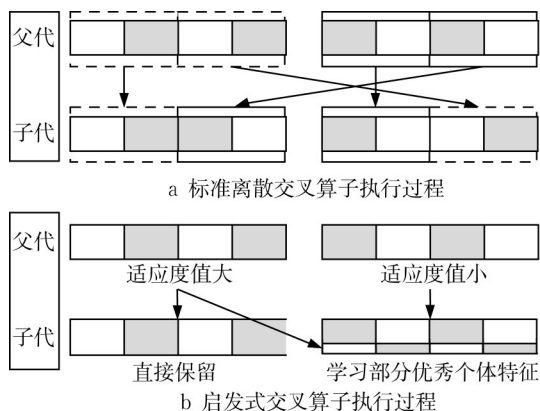 父代
子代
a 标准离散交叉算子执行过程
父代
适应度值大 适应度值小
子代
直接保留 学习部分优秀个体特征
b 启发式交叉算子执行过程